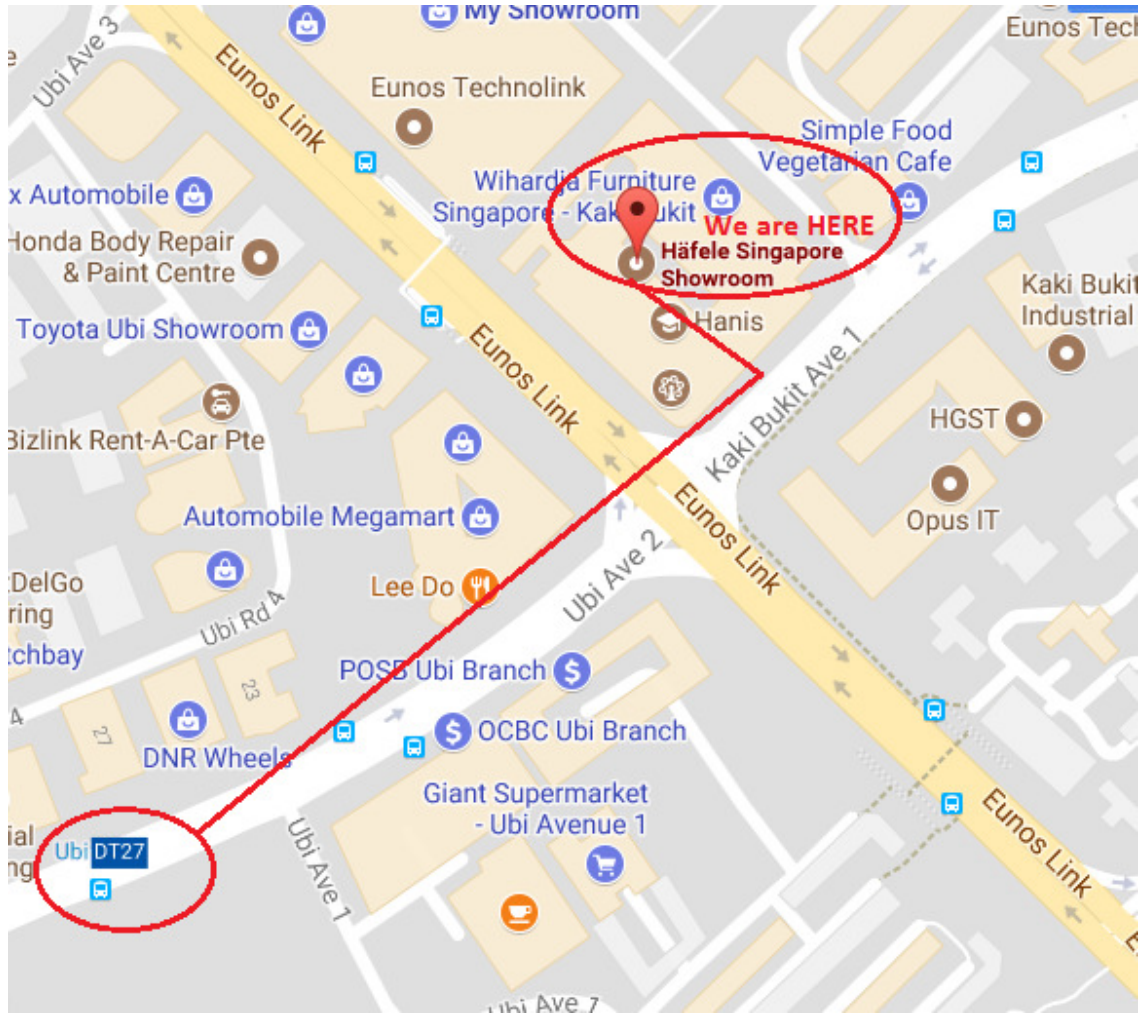 My Showroom
Eunos Tech
Ubi Ave 3
Eunos Link
Eunos Technolink
Simple Food
Vegetarian Cafe
x Automobile
Wihardja Furniture
Singapore - Kaki Bukit
We are HERE
Honda Body Repair
& Paint Centre
Häfele Singapore
Showroom
Kaki Bukit
Industrial
Toyota Ubi Showroom
Hanis
Eunos Link
Kaki Bukit Ave 1
HGST
Bizlink Rent-A-Car Pte
Automobile Megamart
Eunos Link
Opus IT
Ubi Ave 2
DelGo
ring
Lee Do
Ubi Rd 4
tchbay
POSB Ubi Branch
23
4
27
OCBC Ubi Branch
DNR Wheels
Giant Supermarket
- Ubi Avenue 1
Eunos Link
ial
ng
Ubi DT27
Ubi Ave 1
E
Ubi Ave 1